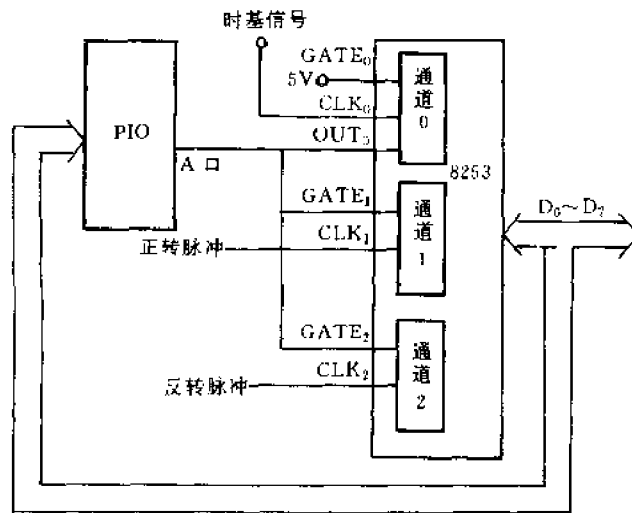 时基信号
GATE₀
5V
CLK₀
PIO
OUT₀
A 口
通道0
8253
GATE₁
正转脉冲
CLK₁
通道1
D₀～D₇
GATE₂
CLK₂
反转脉冲
通道2